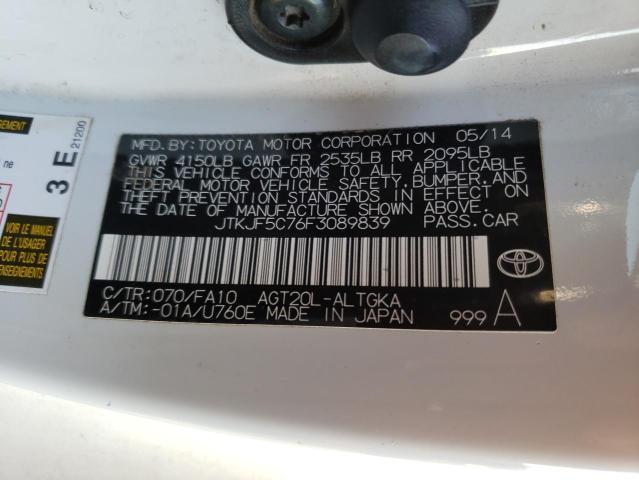 MFD. BY: TOYOTA MOTOR CORPORATION 05/14
GVWR 4150LB GAWR FR 2535LB RR 2095LB
THIS VEHICLE CONFORMS TO ALL APPLICABLE
FEDERAL MOTOR VEHICLE SAFETY, BUMPER, AND
THEFT PREVENTION STANDARDS IN EFFECT ON
THE DATE OF MANUFACTURE SHOWN ABOVE.
JTKJF5C76F3089839 PASS. CAR
C/TR: 070/FA10 AGT20L-ALTGKA
A/TM: -01A/U760E MADE IN JAPAN 999 A
TOYOTA
3 E
21200
ne
MANUEL
DE L'USAGER
POUR PLUS